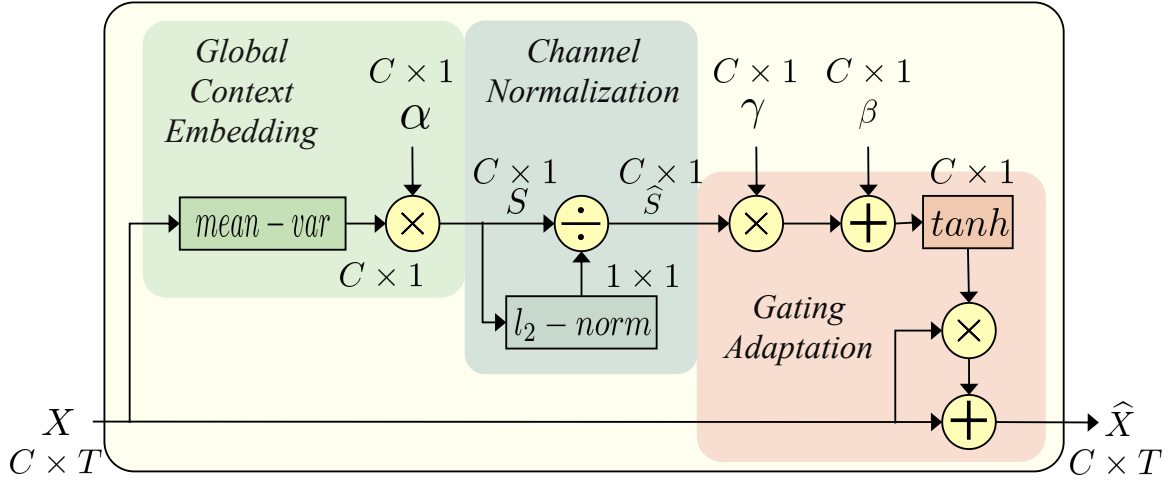 Global
Context
Embedding
C × 1
α
mean − var
×
C × 1
Channel
Normalization
C × 1
S
÷
C × 1
Ŝ
1 × 1
l₂ − norm
C × 1
γ
×
C × 1
β
+
C × 1
tanh
Gating
Adaptation
×
+
X
C × T
X̂
C × T